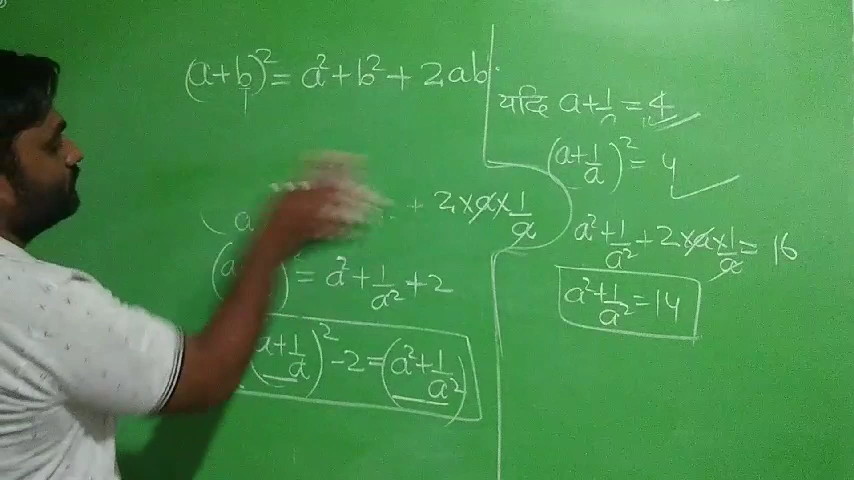 (a+b)² = a² + b² + 2ab
a + 2×a×1/a
= a² + 1/a² + 2
(a+1/a)² - 2 = (a² + 1/a²)
यदि a + 1/a = 4
(a + 1/a)² = 4
a² + 1/a² + 2×a×1/a = 16
a² + 1/a² = 14